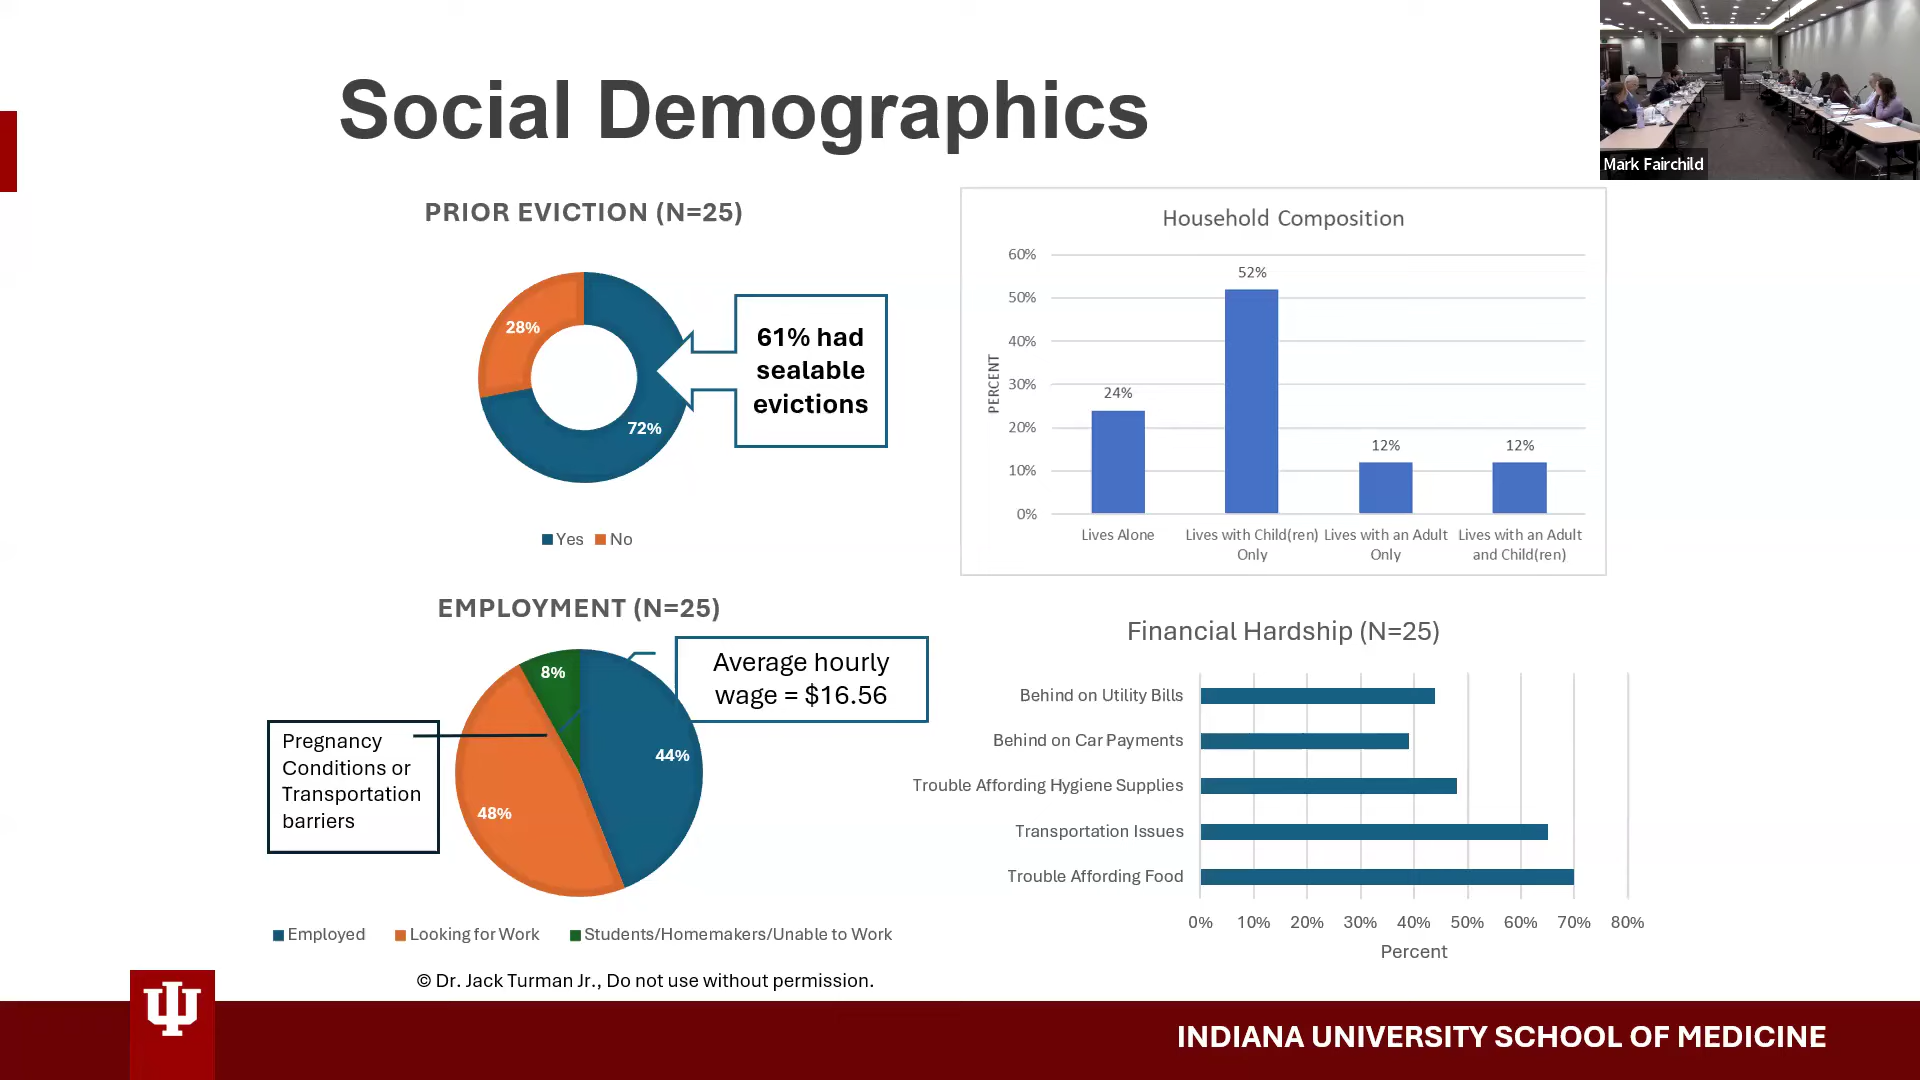 Social Demographics
Mark Fairchild
PRIOR EVICTION (N=25)
28%
72%
61% had
sealable
evictions
Yes
No
Household Composition
PERCENT
60%
50%
40%
30%
20%
10%
0%
24%
52%
12%
12%
Lives Alone
Lives with Child(ren)
Only
Lives with an Adult
Only
Lives with an Adult
and Child(ren)
EMPLOYMENT (N=25)
8%
44%
48%
Average hourly
wage = $16.56
Pregnancy
Conditions or
Transportation
barriers
Employed
Looking for Work
Students/Homemakers/Unable to Work
Financial Hardship (N=25)
Behind on Utility Bills
Behind on Car Payments
Trouble Affording Hygiene Supplies
Transportation Issues
Trouble Affording Food
0% 10% 20% 30% 40% 50% 60% 70% 80%
Percent
© Dr. Jack Turman Jr., Do not use without permission.
INDIANA UNIVERSITY SCHOOL OF MEDICINE